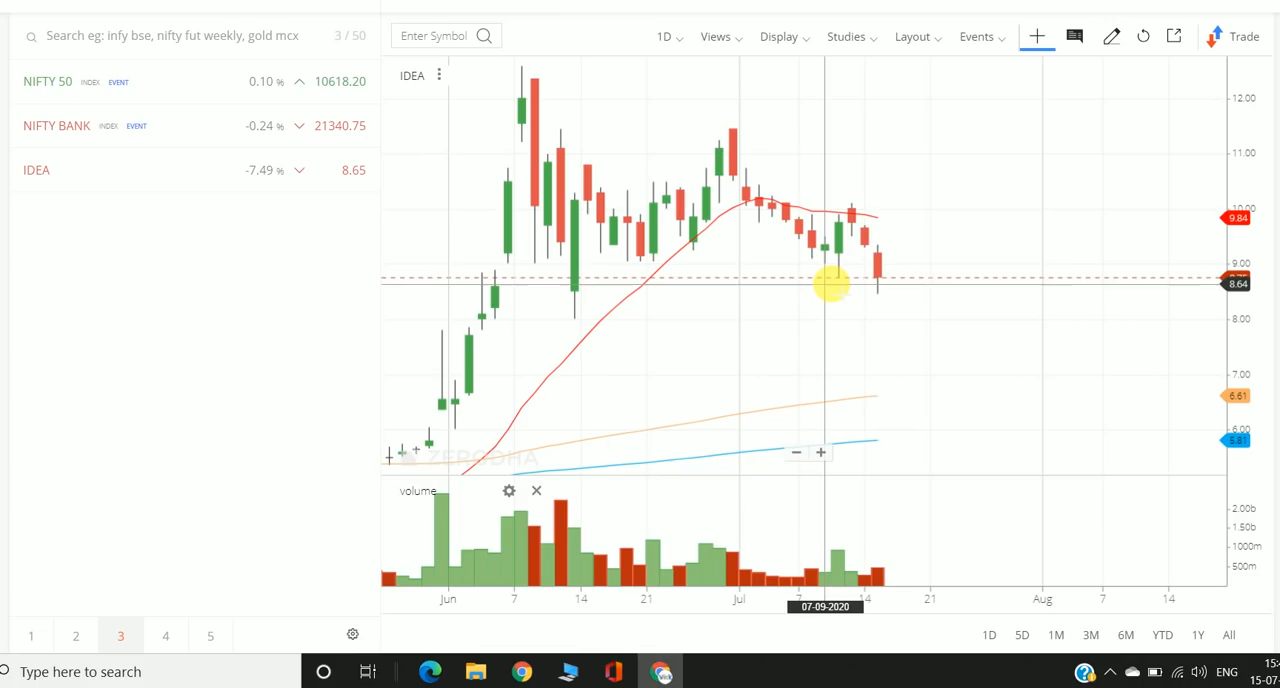 Search eg: infy bse, nifty fut weekly, gold mcx 3 / 50
NIFTY 50 INDEX EVENT 0.10 % 10618.20
NIFTY BANK INDEX EVENT -0.24 % 21340.75
IDEA -7.49 % 8.65
1 2 3 4 5
Enter Symbol 1D Views Display Studies Layout Events Trade
IDEA
12.00
11.00
10.00
9.84
9.00
8.64
8.00
7.00
6.61
6.00
5.81
ZERODHA
volume
2.00b
1.50b
1000m
500m
Jun 7 14 21 Jul 7 14 21 Aug 7 14
07-09-2020
1D 5D 1M 3M 6M YTD 1Y All
Type here to search
ENG